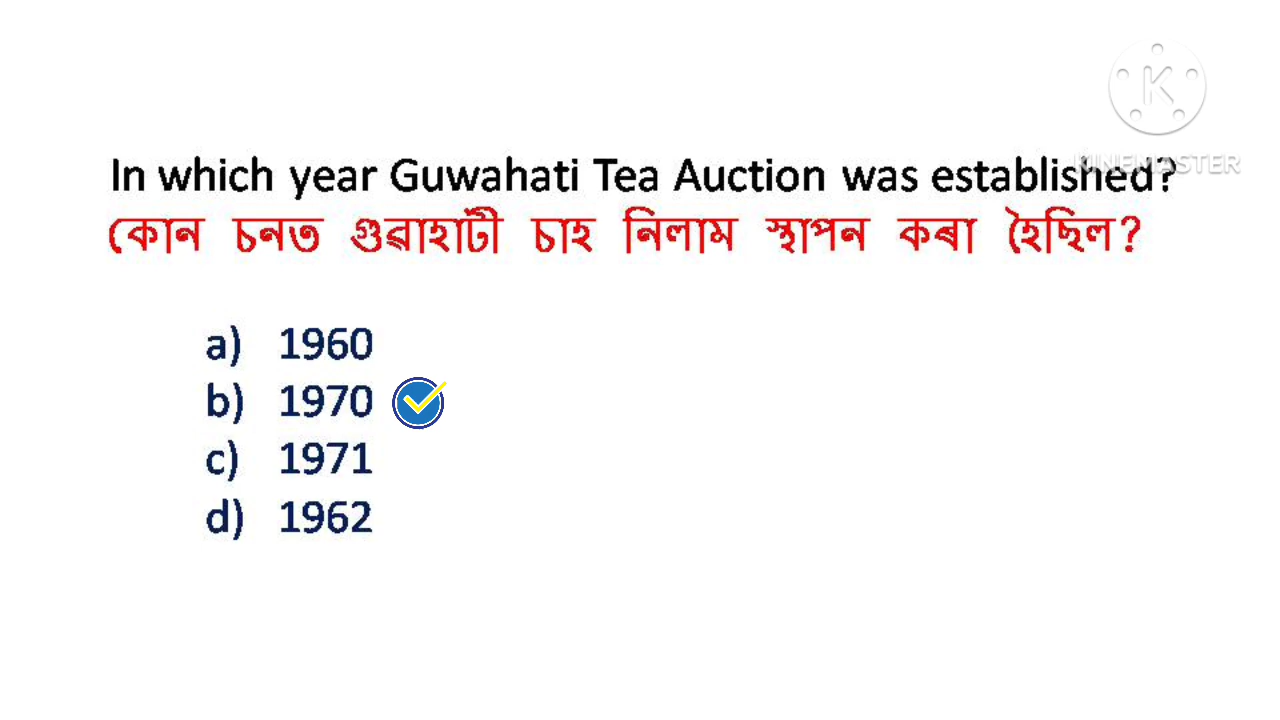 In which year Guwahati Tea Auction was established?
কোন চনত গুৱাহাটী চাহ নিলাম স্থাপন কৰা হৈছিল?
a) 1960
b) 1970
c) 1971
d) 1962
K
KINEMASTER